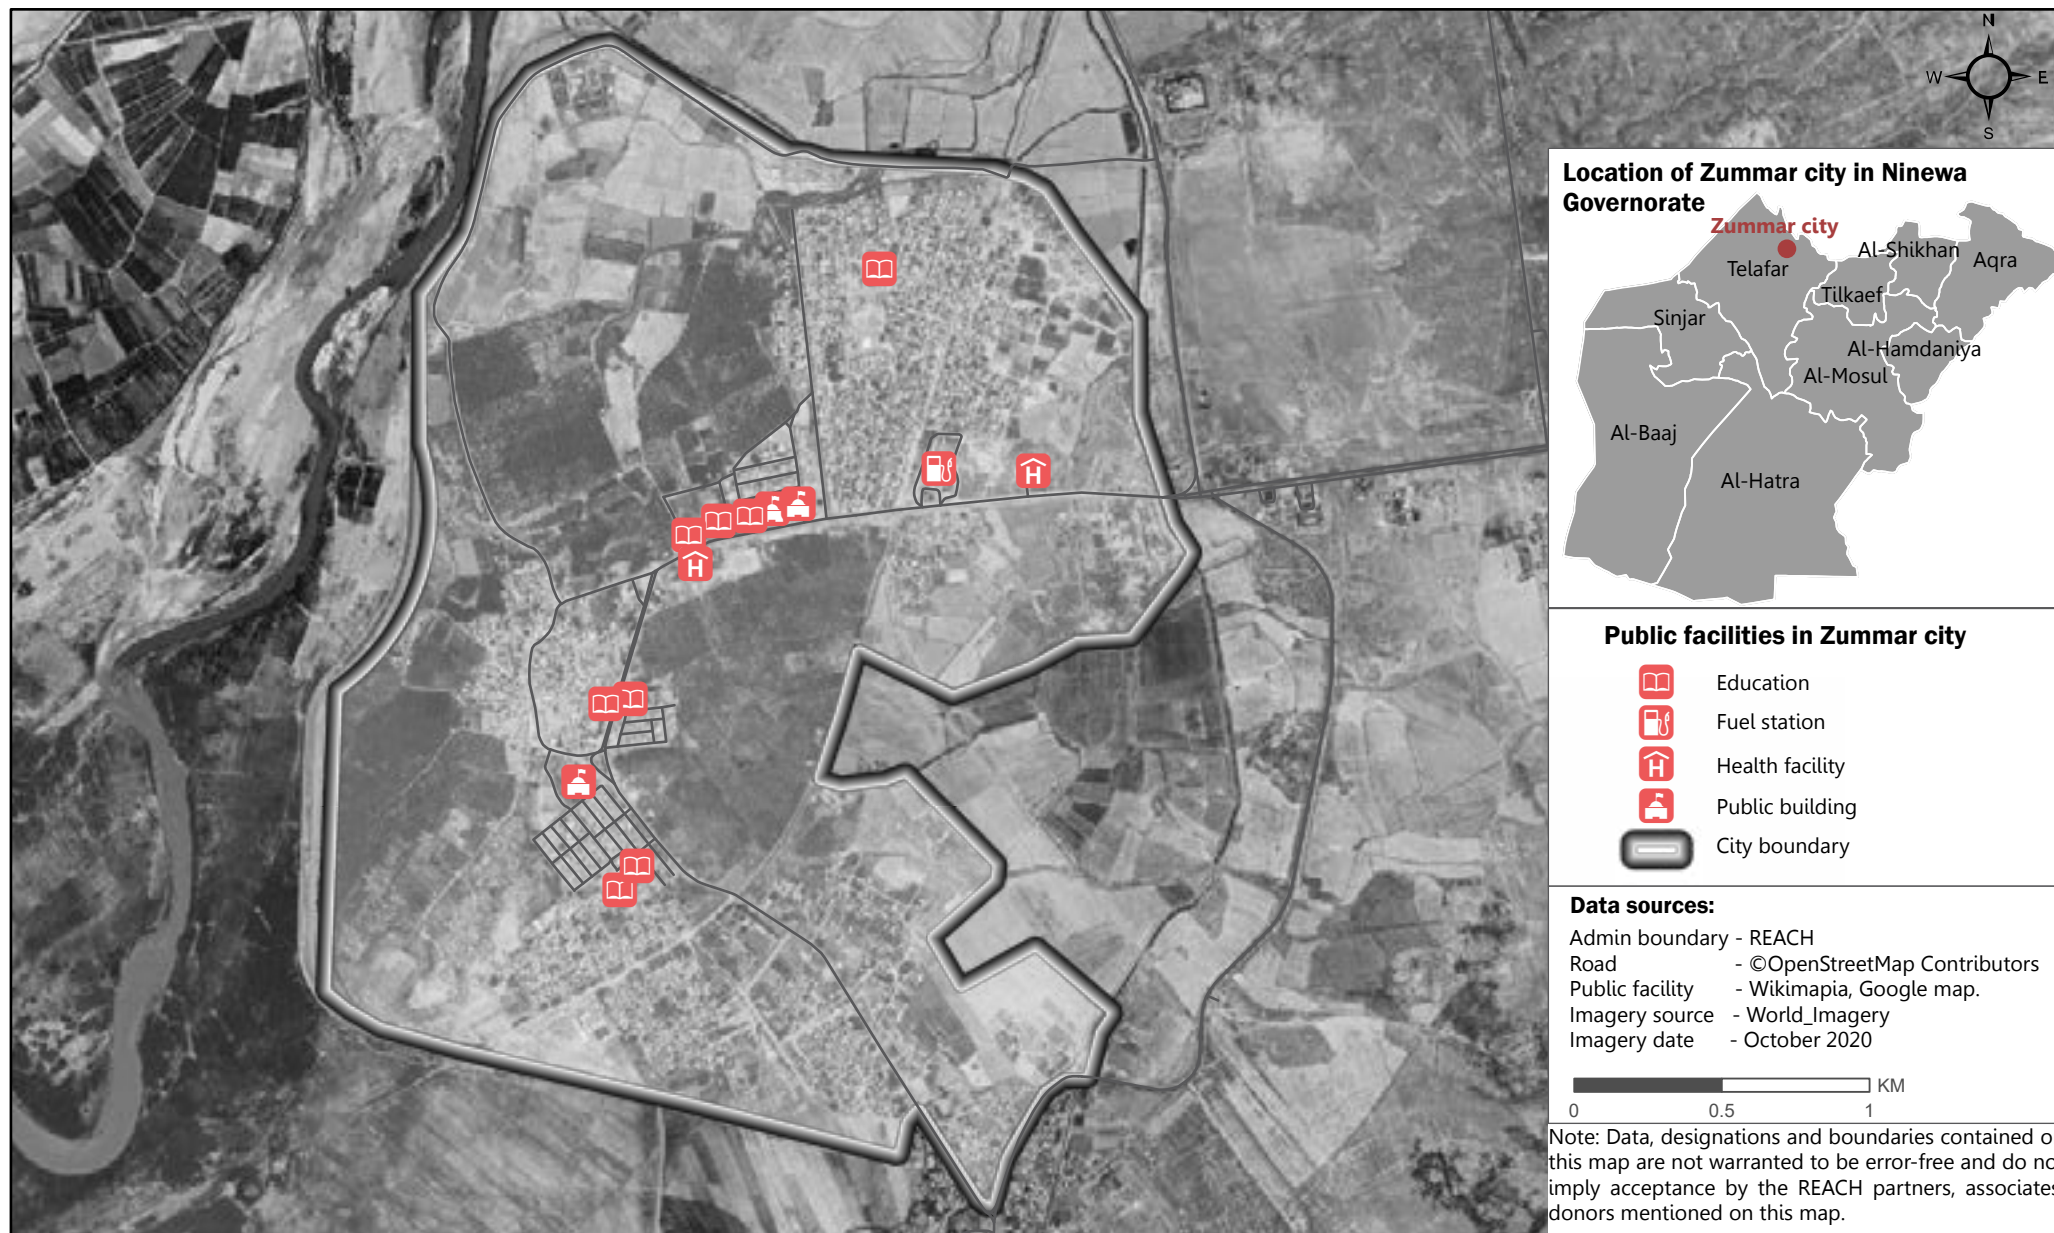 N
W
E
S
Location of Zummar city in Ninewa
Governorate
Zummar city
Al-Shikhan
Aqra
Telafar
Tilkaef
Sinjar
Al-Hamdaniya
Al-Mosul
Al-Baaj
Al-Hatra
H
H
Public facilities in Zummar city
Education
Fuel station
H Health facility
Public building
City boundary
Data sources:
Admin boundary - REACH
Road - ©OpenStreetMap Contributors
Public facility - Wikimapia, Google map.
Imagery source - World_Imagery
Imagery date - October 2020
KM
0 0.5 1
Note: Data, designations and boundaries contained o
this map are not warranted to be error-free and do no
imply acceptance by the REACH partners, associates
donors mentioned on this map.